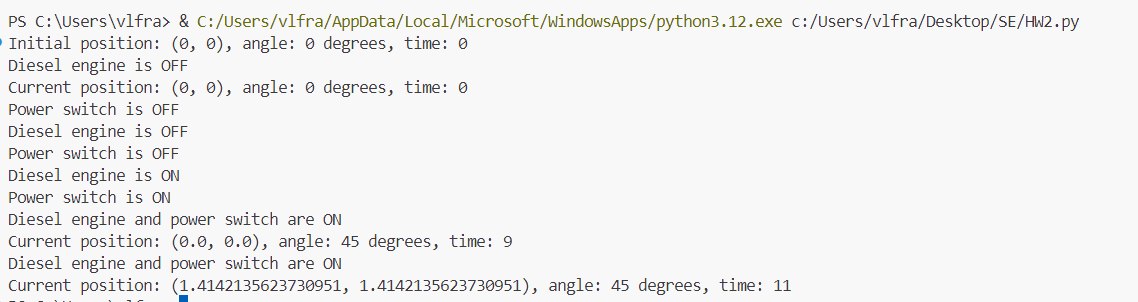 PS C:\Users\vlfra> & C:/Users/vlfra/AppData/Local/Microsoft/WindowsApps/python3.12.exe c:/Users/vlfra/Desktop/SE/HW2.py
Initial position: (0, 0), angle: 0 degrees, time: 0
Diesel engine is OFF
Current position: (0, 0), angle: 0 degrees, time: 0
Power switch is OFF
Diesel engine is OFF
Power switch is OFF
Diesel engine is ON
Power switch is ON
Diesel engine and power switch are ON
Current position: (0.0, 0.0), angle: 45 degrees, time: 9
Diesel engine and power switch are ON
Current position: (1.4142135623730951, 1.4142135623730951), angle: 45 degrees, time: 11